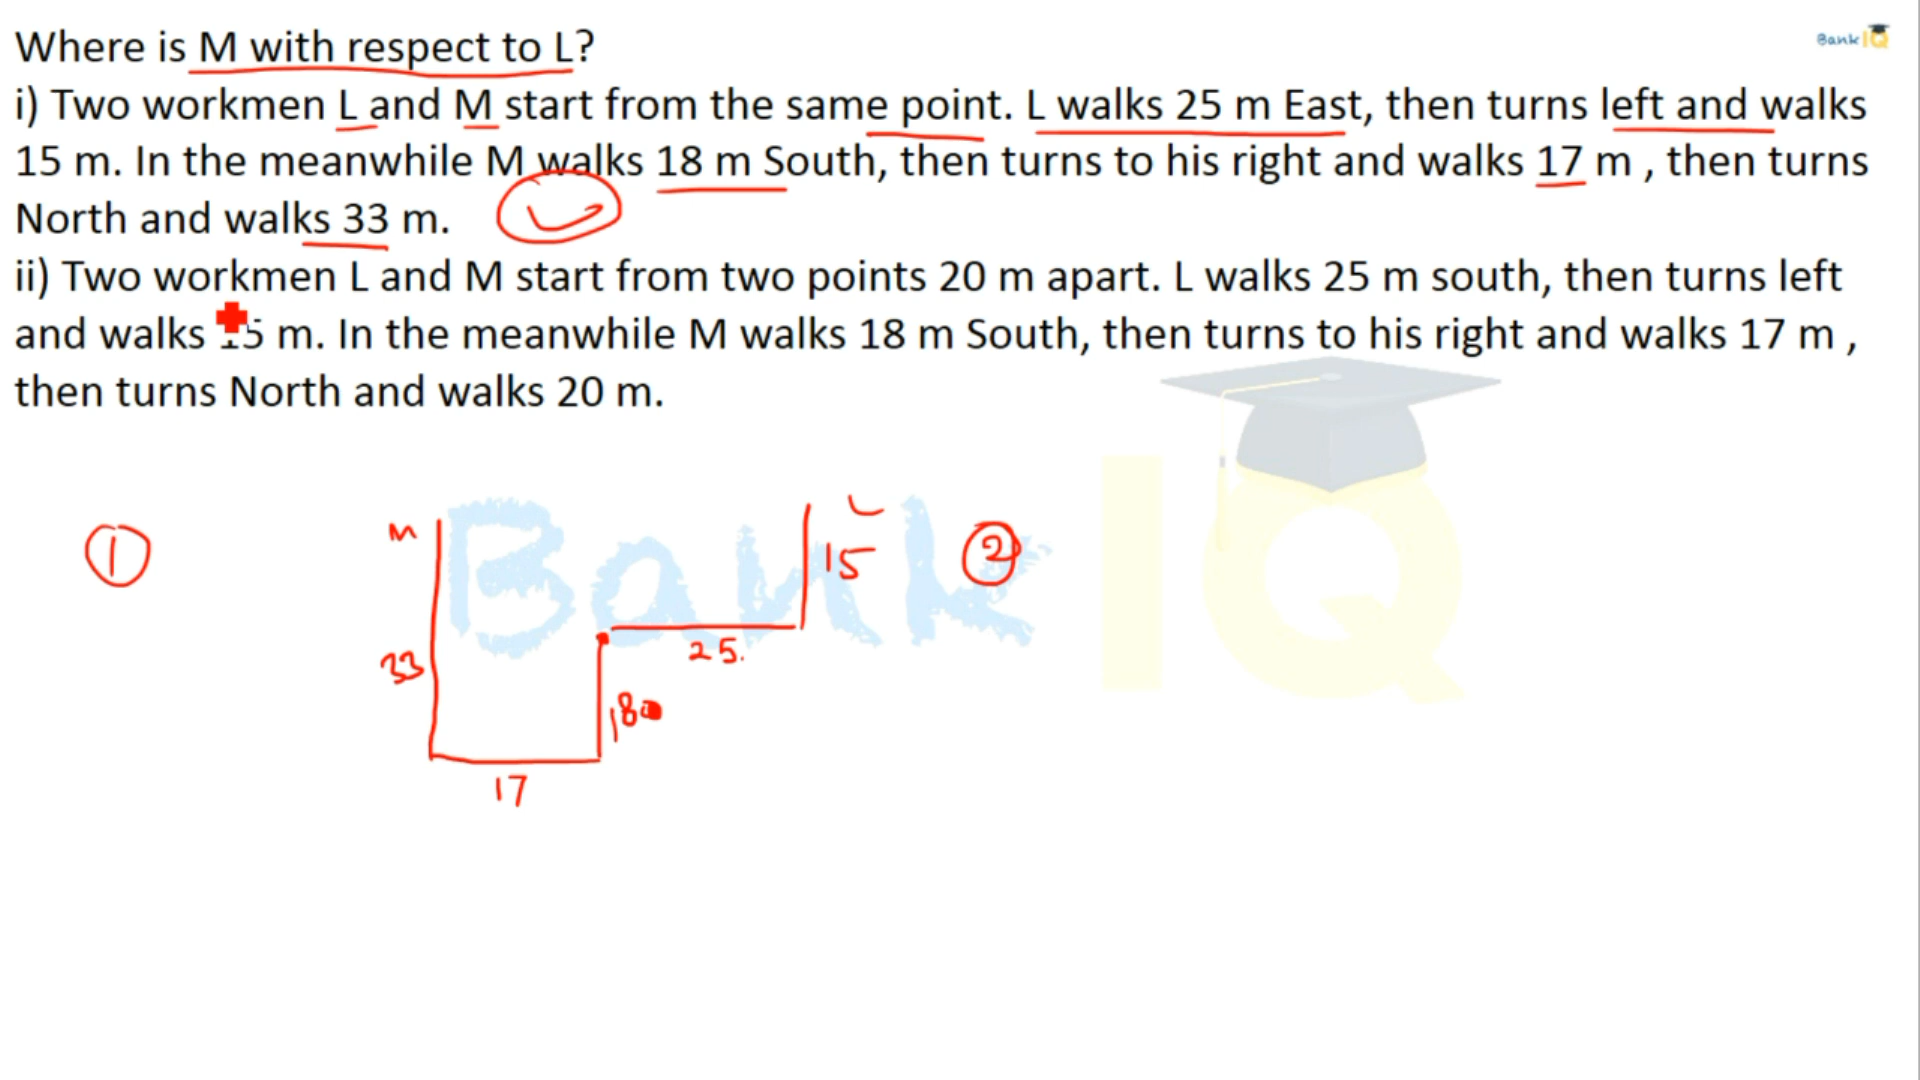 Where is M with respect to L?
Bank IQ
i) Two workmen L and M start from the same point. L walks 25 m East, then turns left and walks
15 m. In the meanwhile M walks 18 m South, then turns to his right and walks 17 m , then turns
North and walks 33 m.
ii) Two workmen L and M start from two points 20 m apart. L walks 25 m south, then turns left
and walks 15 m. In the meanwhile M walks 18 m South, then turns to his right and walks 17 m ,
then turns North and walks 20 m.
Bank IQ
1
M
L
15
2
25.
33
18
17